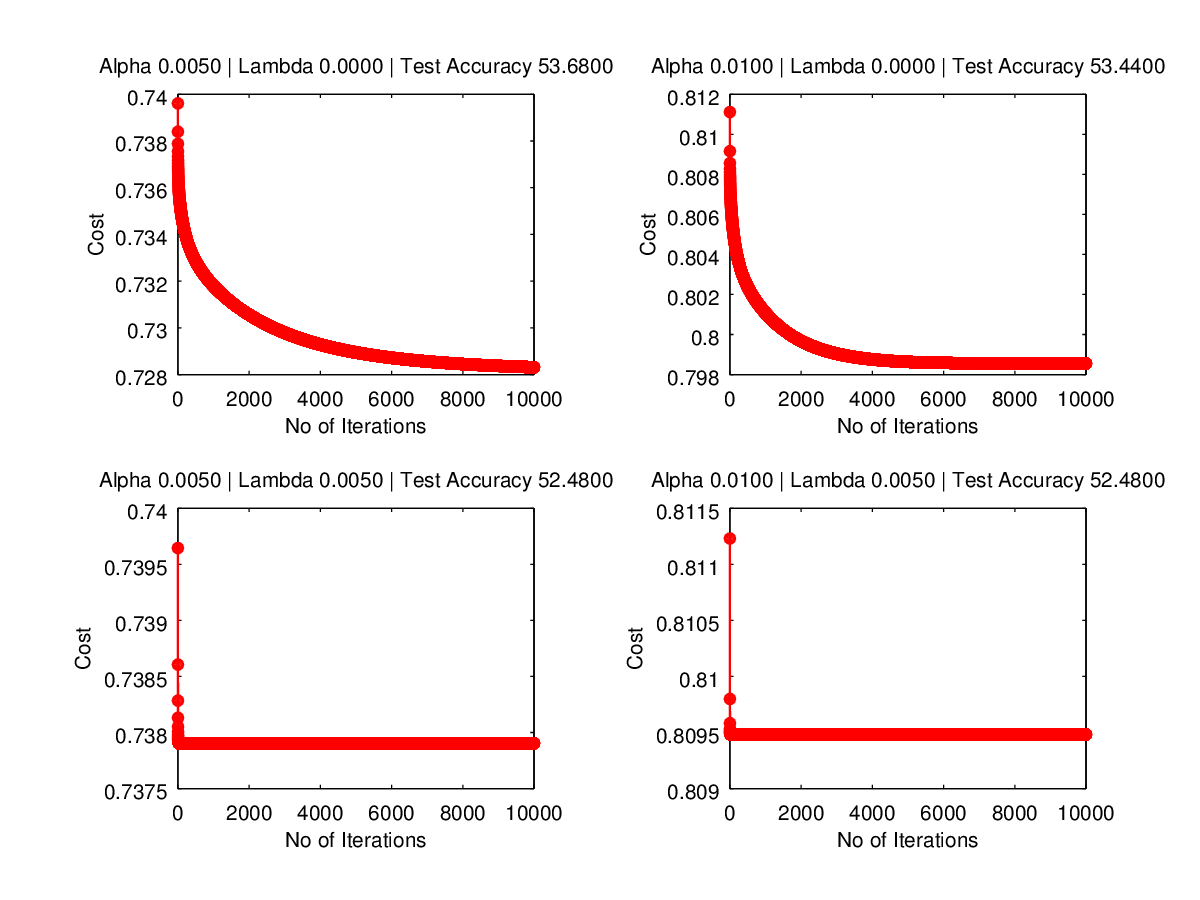 Alpha 0.0050 | Lambda 0.0000 | Test Accuracy 53.6800
0.74
0.738
0.736
0.734
0.732
0.73
0.728
Cost
0 2000 4000 6000 8000 10000
No of Iterations
Alpha 0.0100 | Lambda 0.0000 | Test Accuracy 53.4400
0.812
0.81
0.808
0.806
0.804
0.802
0.8
0.798
Cost
0 2000 4000 6000 8000 10000
No of Iterations
Alpha 0.0050 | Lambda 0.0050 | Test Accuracy 52.4800
0.74
0.7395
0.739
0.7385
0.738
0.7375
Cost
0 2000 4000 6000 8000 10000
No of Iterations
Alpha 0.0100 | Lambda 0.0050 | Test Accuracy 52.4800
0.8115
0.811
0.8105
0.81
0.8095
0.809
Cost
0 2000 4000 6000 8000 10000
No of Iterations